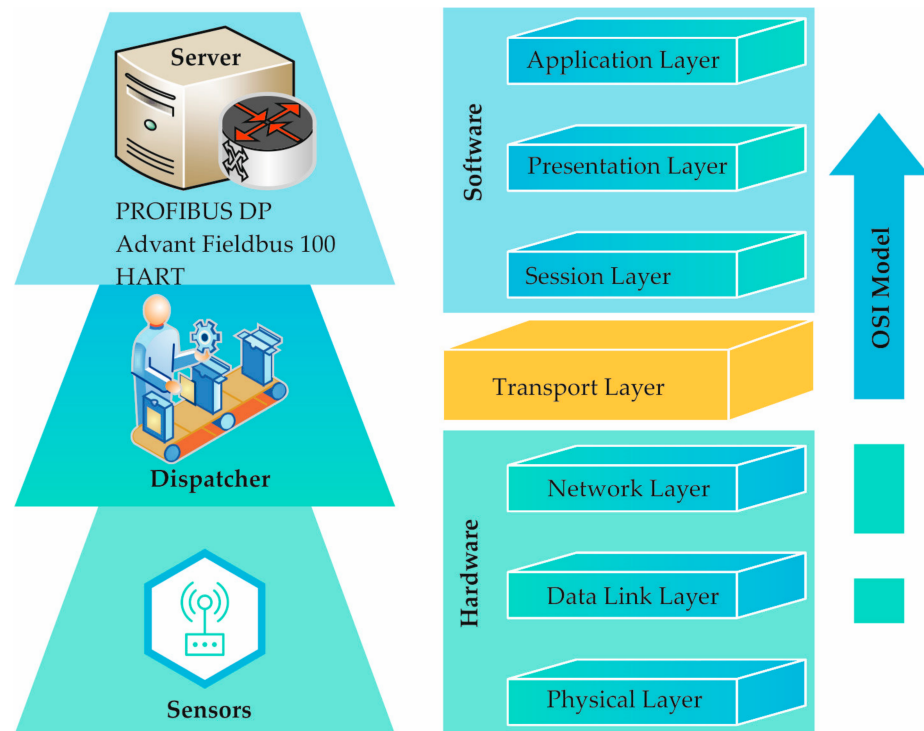 Server
PROFIBUS DP
Advant Fieldbus 100
HART
Dispatcher
Sensors
Software
Application Layer
Presentation Layer
Session Layer
Transport Layer
Hardware
Network Layer
Data Link Layer
Physical Layer
OSI Model